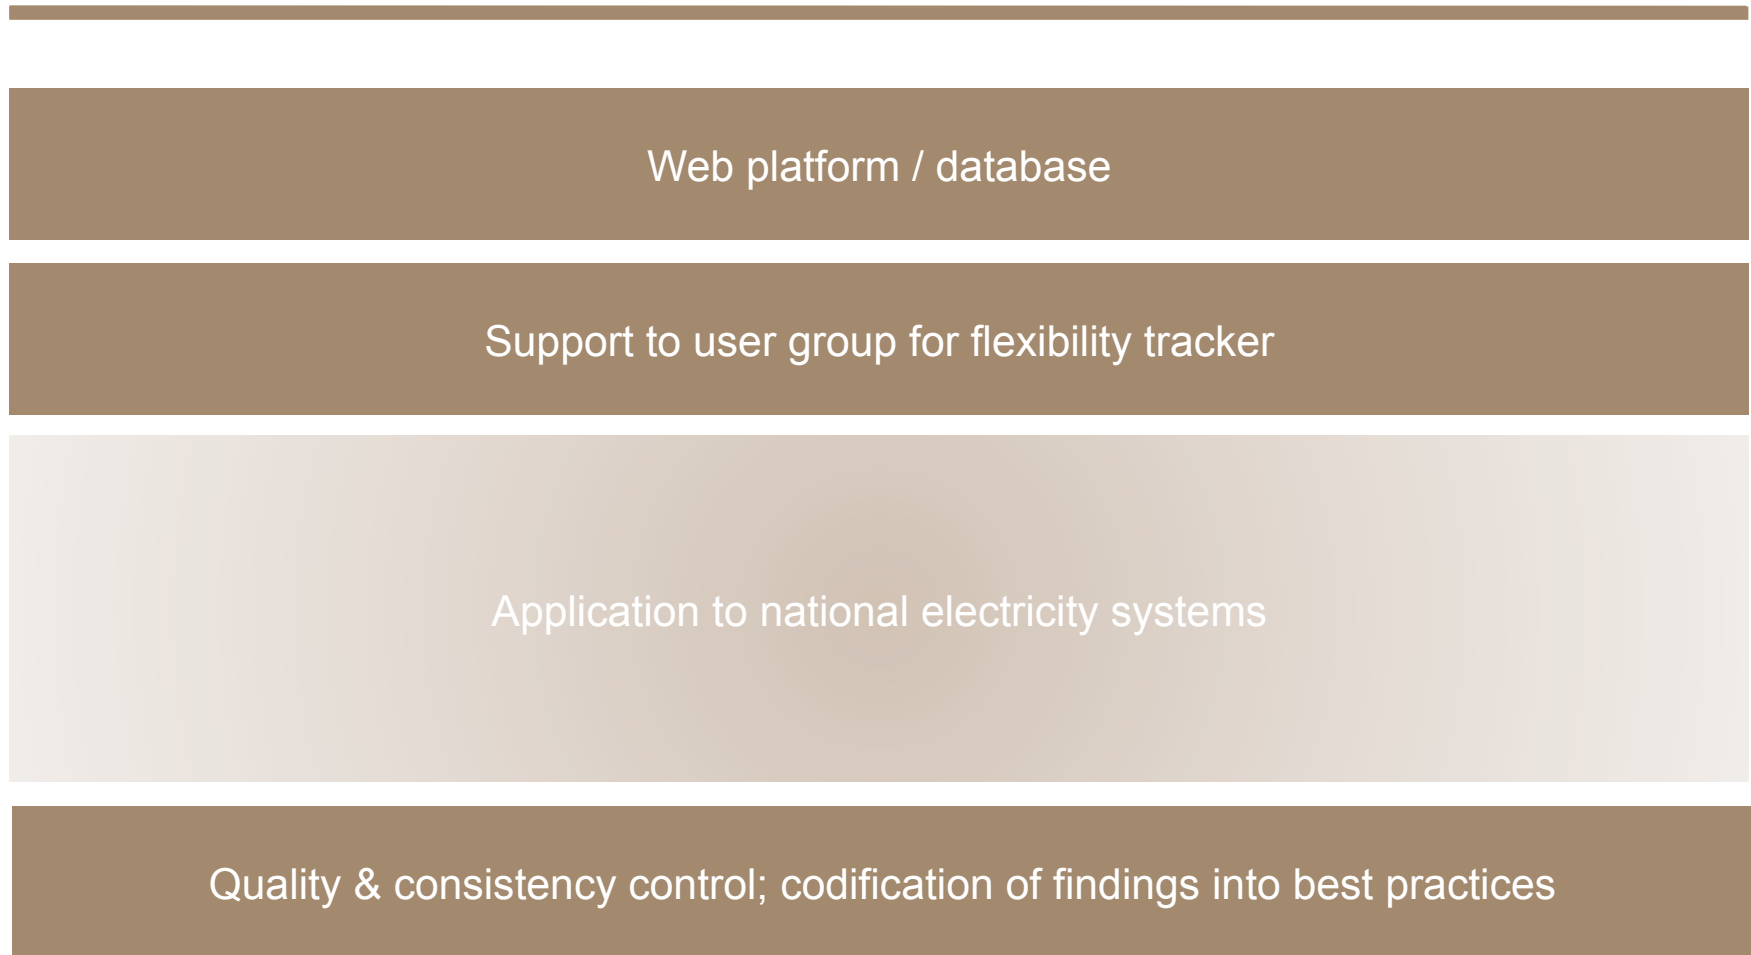 Web platform / database
Support to user group for flexibility tracker
Application to national electricity systems
Quality & consistency control; codification of findings into best practices